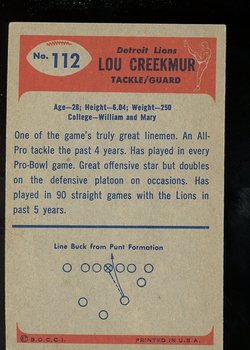 No. 112
Detroit Lions
LOU CREEKMUR
TACKLE/GUARD
Age—28; Height—6.04; Weight—250
College—William and Mary
One of the game's truly great linemen. An All-
Pro tackle the past 4 years. Has played in every
Pro-Bowl game. Great offensive star but doubles
on the defensive platoon on occasions. Has
played in 90 straight games with the Lions in
past 5 years.
Line Buck from Punt Formation
© B.G.C.I. PRINTED IN U.S.A.